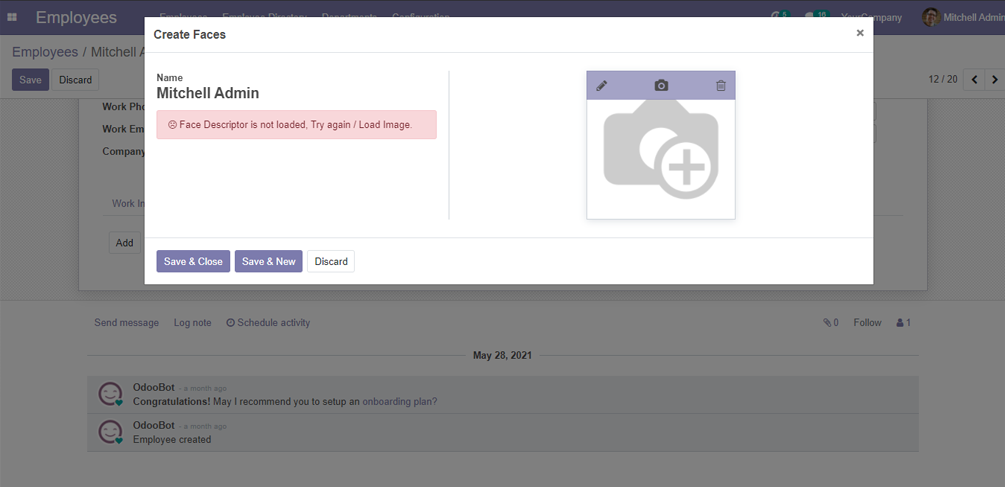 Employees Employees Employee Directory Departments Configuration 5 16 YourCompany Mitchell Admin
Create Faces ×
Employees / Mitchell A
Save Discard 12 / 20
Name
Mitchell Admin
☹ Face Descriptor is not loaded, Try again / Load Image.
Work Pho
Work Em
Company
Work In
Add
Save & Close Save & New Discard
Send message Log note Schedule activity 0 Follow 1
May 28, 2021
OdooBot - a month ago
Congratulations! May I recommend you to setup an onboarding plan?
OdooBot - a month ago
Employee created